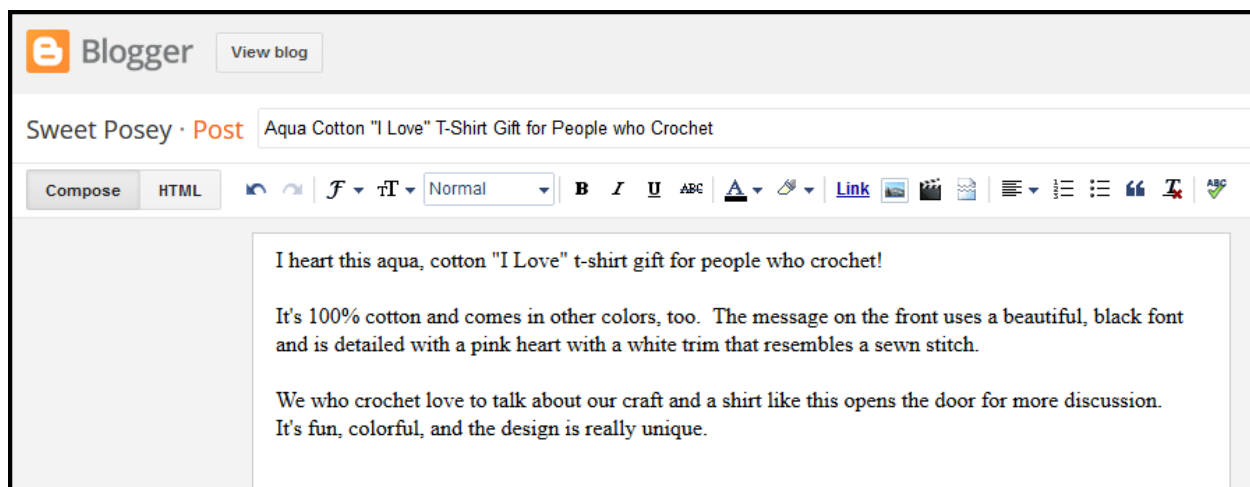 Blogger View blog
Sweet Posey · Post Aqua Cotton "I Love" T-Shirt Gift for People who Crochet
Compose HTML F TT Normal B I U ABC A Link ABC
I heart this aqua, cotton "I Love" t-shirt gift for people who crochet!
It's 100% cotton and comes in other colors, too.  The message on the front uses a beautiful, black font
and is detailed with a pink heart with a white trim that resembles a sewn stitch.
We who crochet love to talk about our craft and a shirt like this opens the door for more discussion.
It's fun, colorful, and the design is really unique.